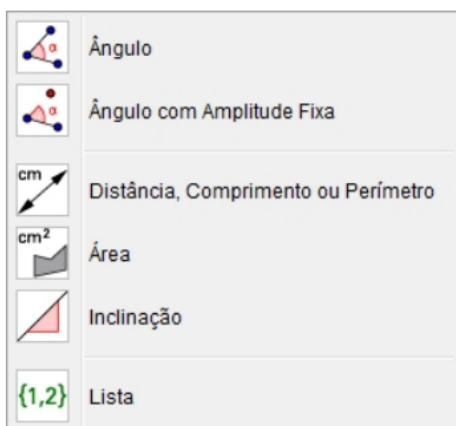 α Ângulo
α Ângulo com Amplitude Fixa
cm Distância, Comprimento ou Perímetro
cm² Área
Inclinação
{1,2} Lista